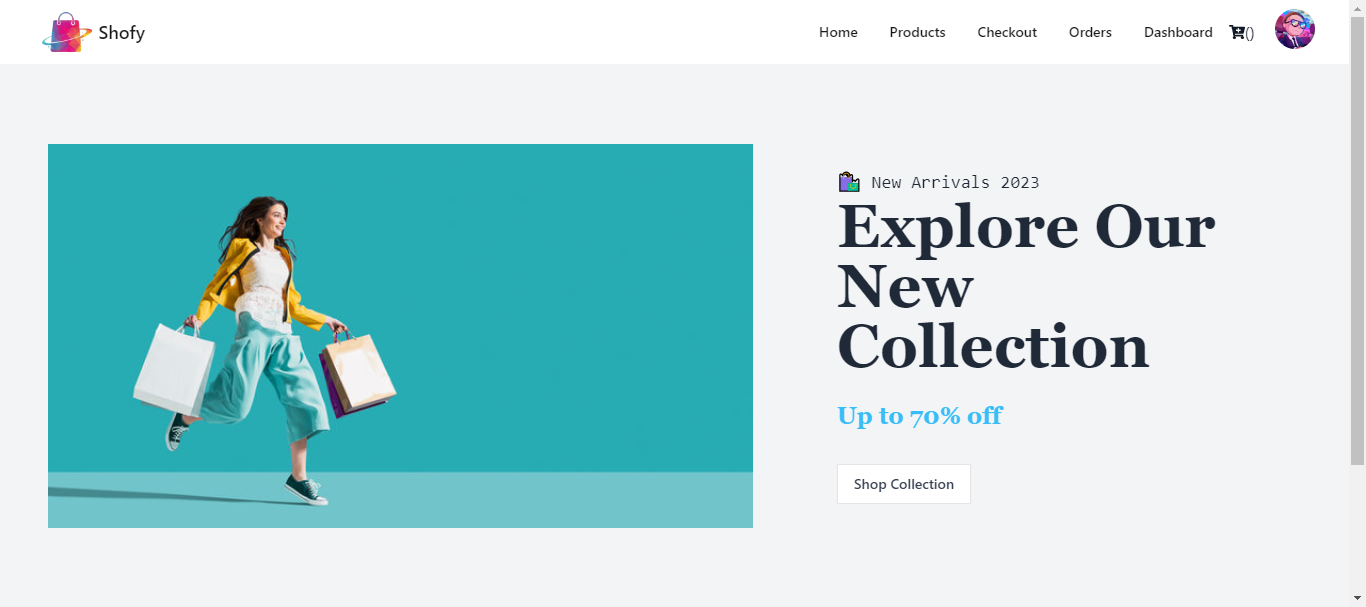 Shofy
Home Products Checkout Orders Dashboard ()
New Arrivals 2023
Explore Our
New
Collection
Up to 70% off
Shop Collection